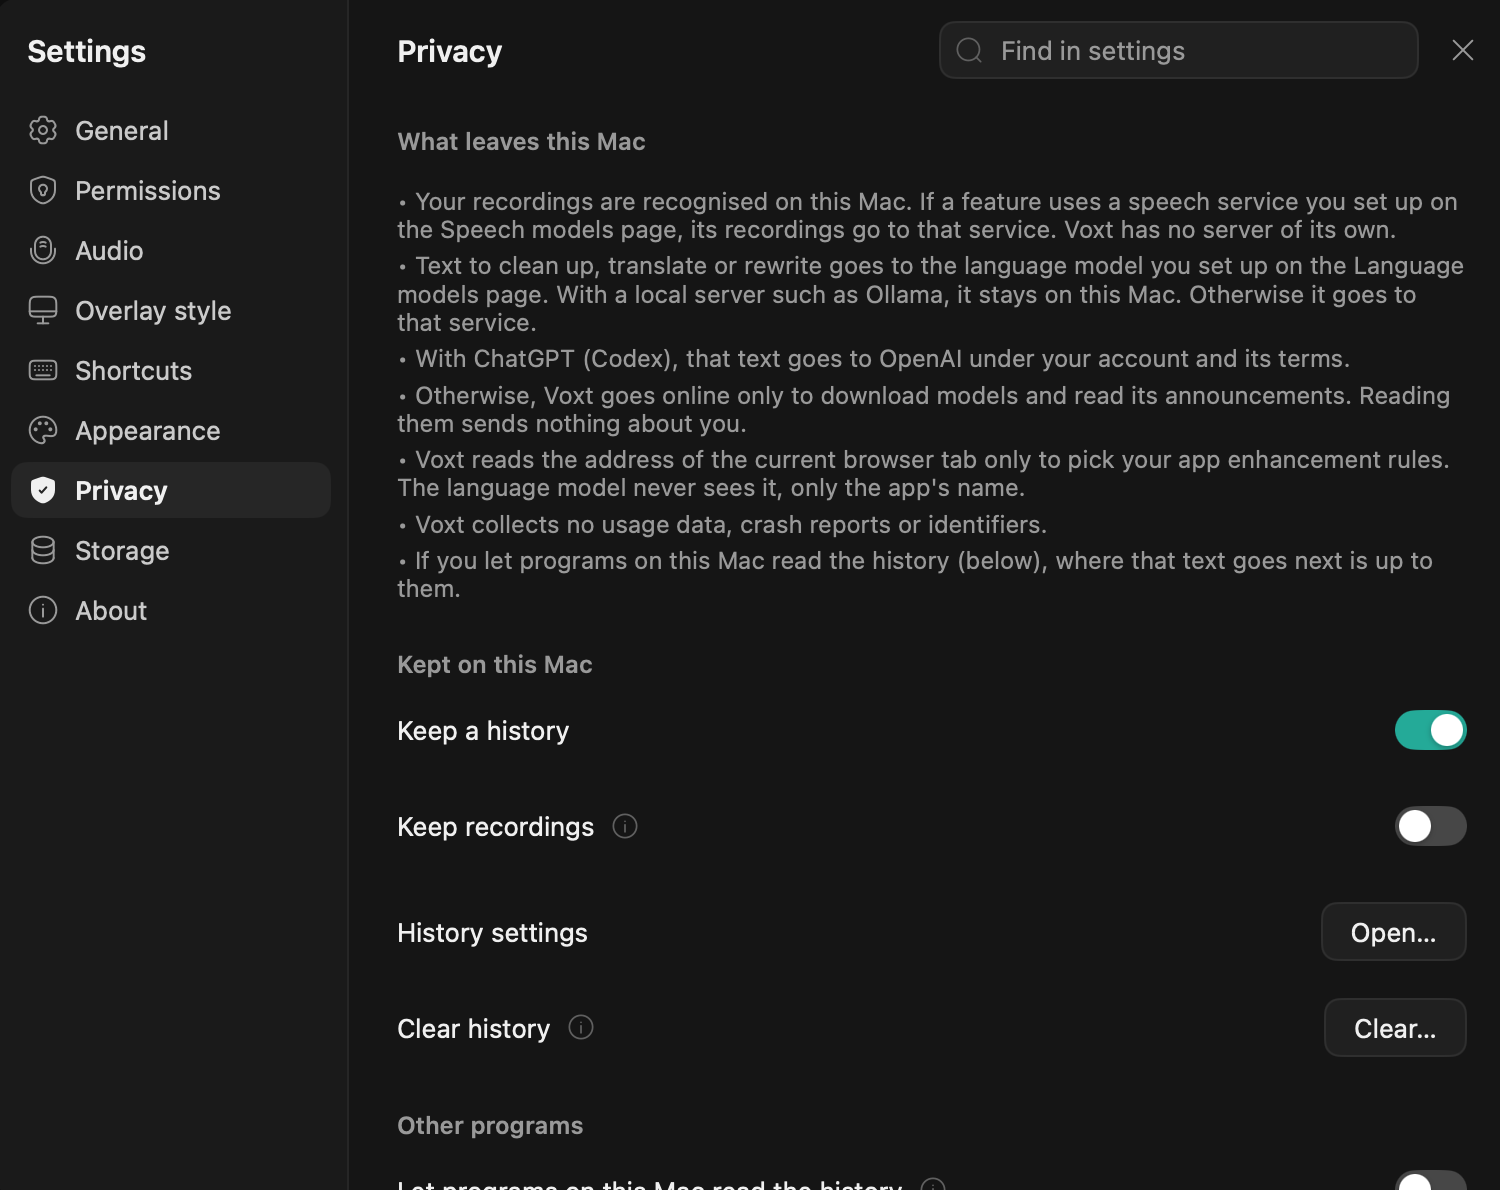 Settings
General
Permissions
Audio
Overlay style
Shortcuts
Appearance
Privacy
Storage
About
Privacy
Find in settings
What leaves this Mac
• Your recordings are recognised on this Mac. If a feature uses a speech service you set up on
the Speech models page, its recordings go to that service. Voxt has no server of its own.
• Text to clean up, translate or rewrite goes to the language model you set up on the Language
models page. With a local server such as Ollama, it stays on this Mac. Otherwise it goes to
that service.
• With ChatGPT (Codex), that text goes to OpenAI under your account and its terms.
• Otherwise, Voxt goes online only to download models and read its announcements. Reading
them sends nothing about you.
• Voxt reads the address of the current browser tab only to pick your app enhancement rules.
The language model never sees it, only the app's name.
• Voxt collects no usage data, crash reports or identifiers.
• If you let programs on this Mac read the history (below), where that text goes next is up to
them.
Kept on this Mac
Keep a history
Keep recordings
History settings
Open...
Clear history
Clear...
Other programs
Let programs on this Mac read the history